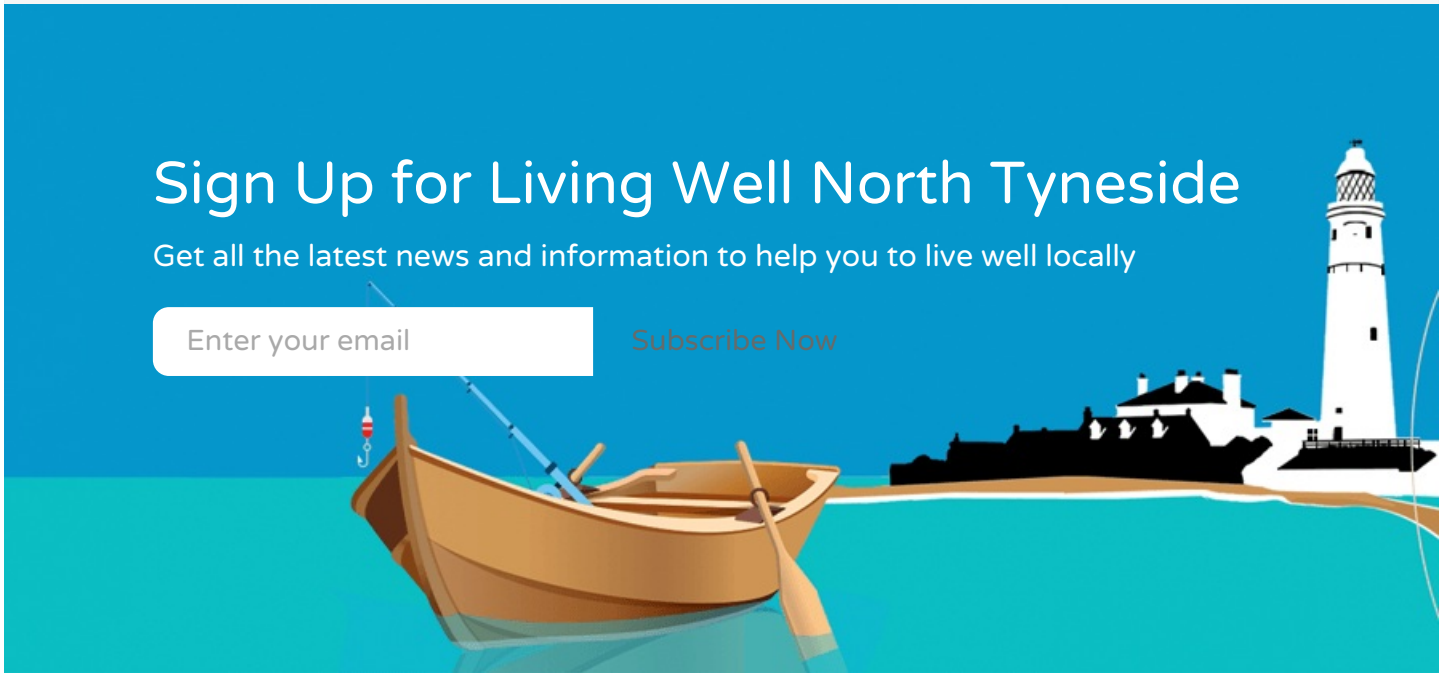 Sign Up for Living Well North Tyneside
Get all the latest news and information to help you to live well locally
Enter your email
Subscribe Now